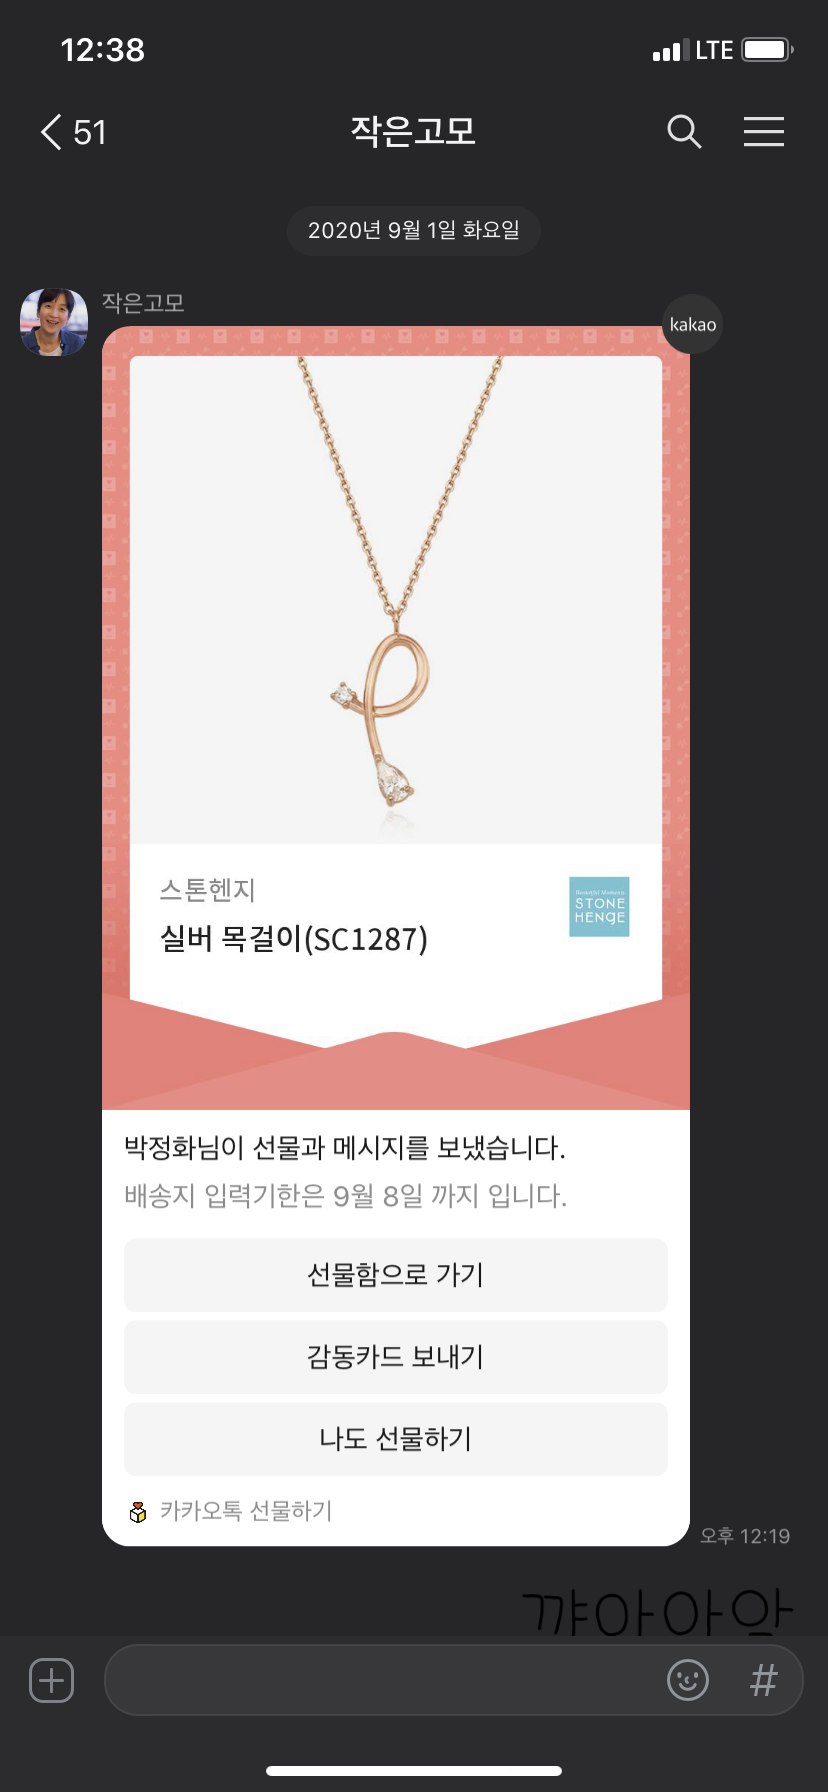 12:38
LTE
51
작은고모
2020년 9월 1일 화요일
작은고모
kakao
스톤헨지
Beautiful Moments
STONE
HENGE
실버 목걸이(SC1287)
박정화님이 선물과 메시지를 보냈습니다.
배송지 입력기한은 9월 8일 까지 입니다.
선물함으로 가기
감동카드 보내기
나도 선물하기
카카오톡 선물하기
오후 12:19
#